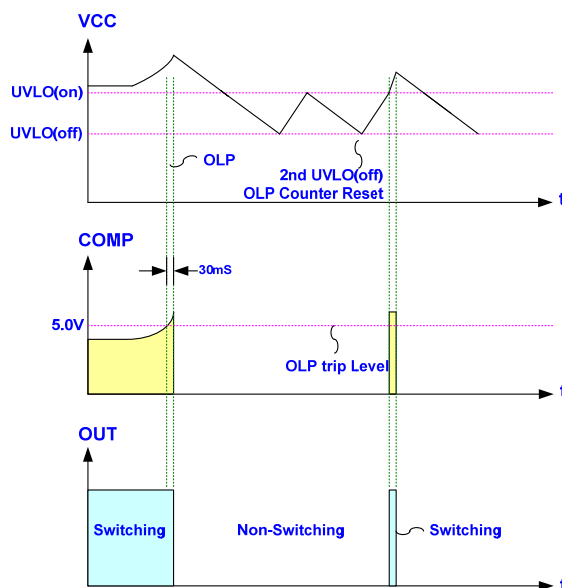 VCC
UVLO(on)
UVLO(off)
OLP
2nd UVLO(off)
OLP Counter Reset
t
COMP
30mS
5.0V
OLP trip Level
t
OUT
Switching
Non-Switching
Switching
t